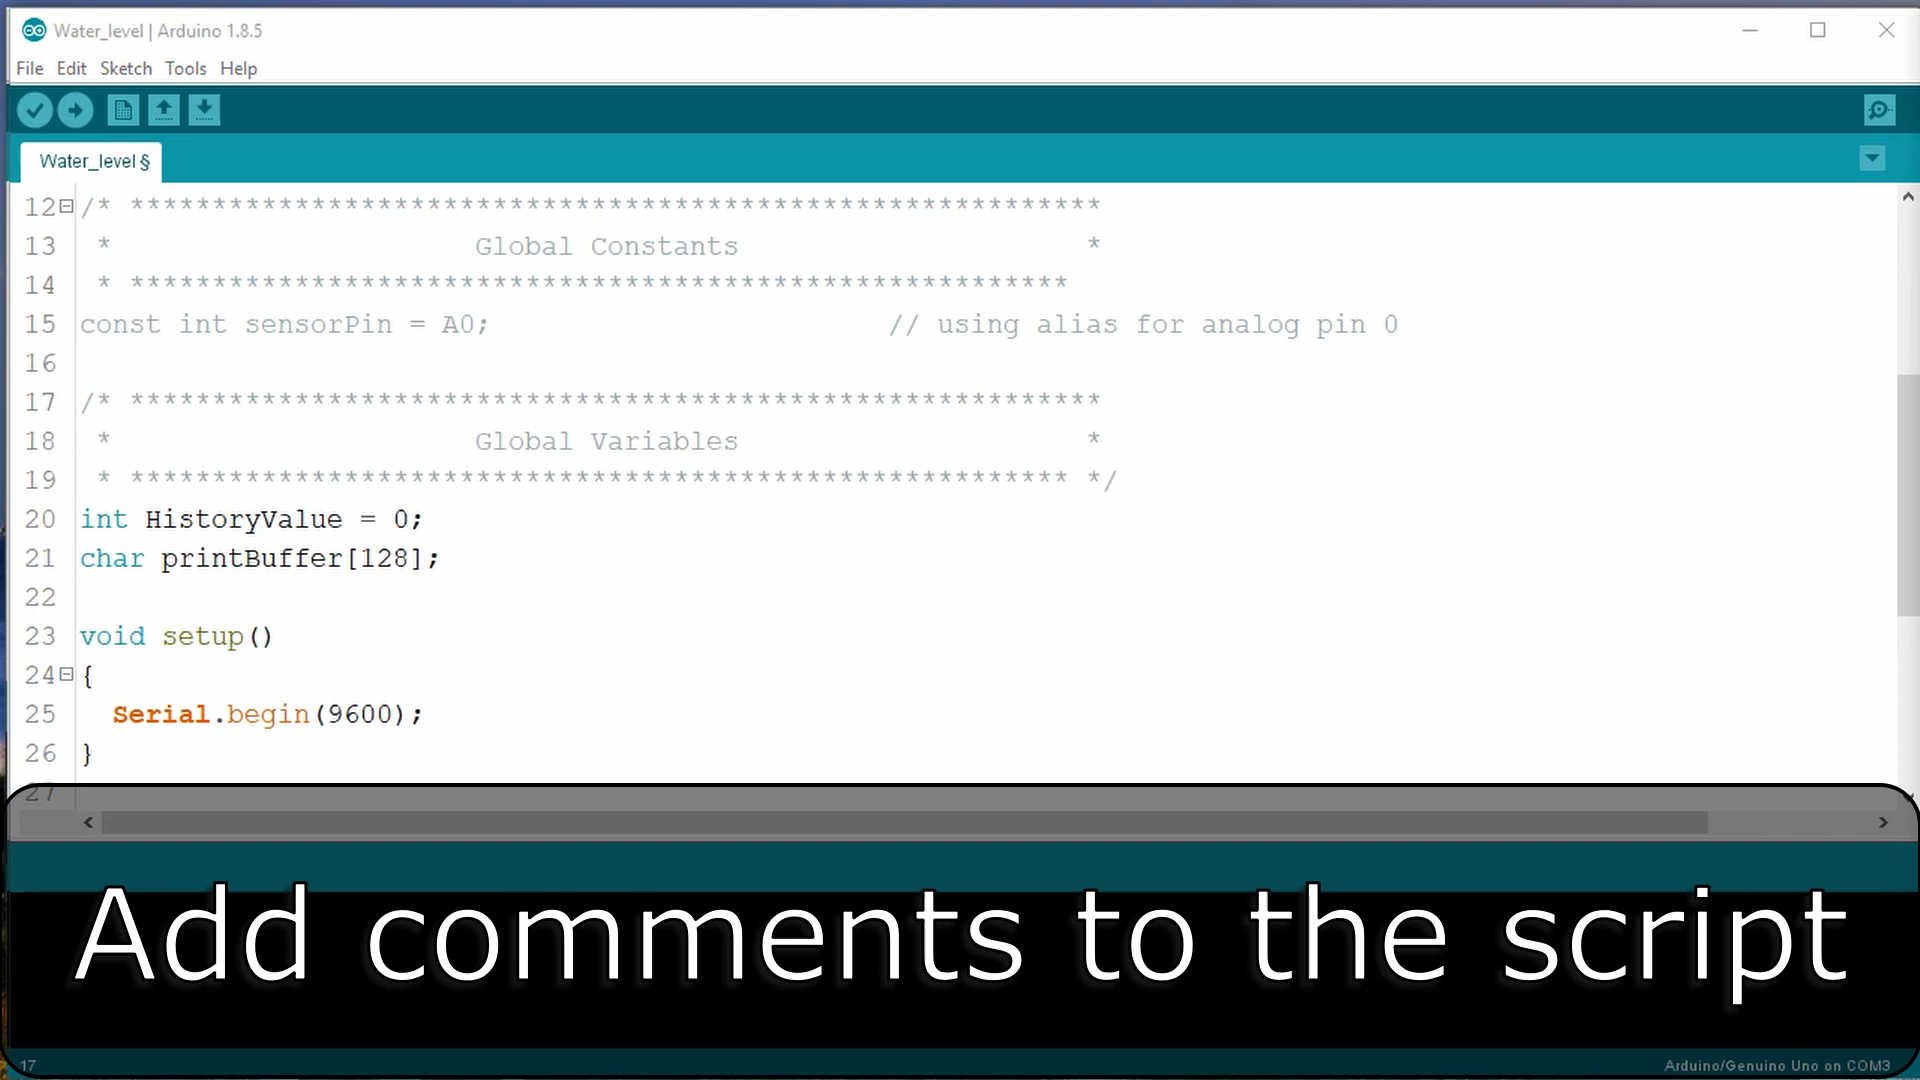 Water_level | Arduino 1.8.5
File Edit Sketch Tools Help
Water_level §
12 /* ***********************************************************
13 * Global Constants *
14 * *********************************************************
15 const int sensorPin = A0; // using alias for analog pin 0
16
17 /* ***********************************************************
18 * Global Variables *
19 * ********************************************************* */
20 int HistoryValue = 0;
21 char printBuffer[128];
22
23 void setup()
24 {
25 Serial.begin(9600);
26 }
27
Add comments to the script
17 Arduino/Genuino Uno on COM3